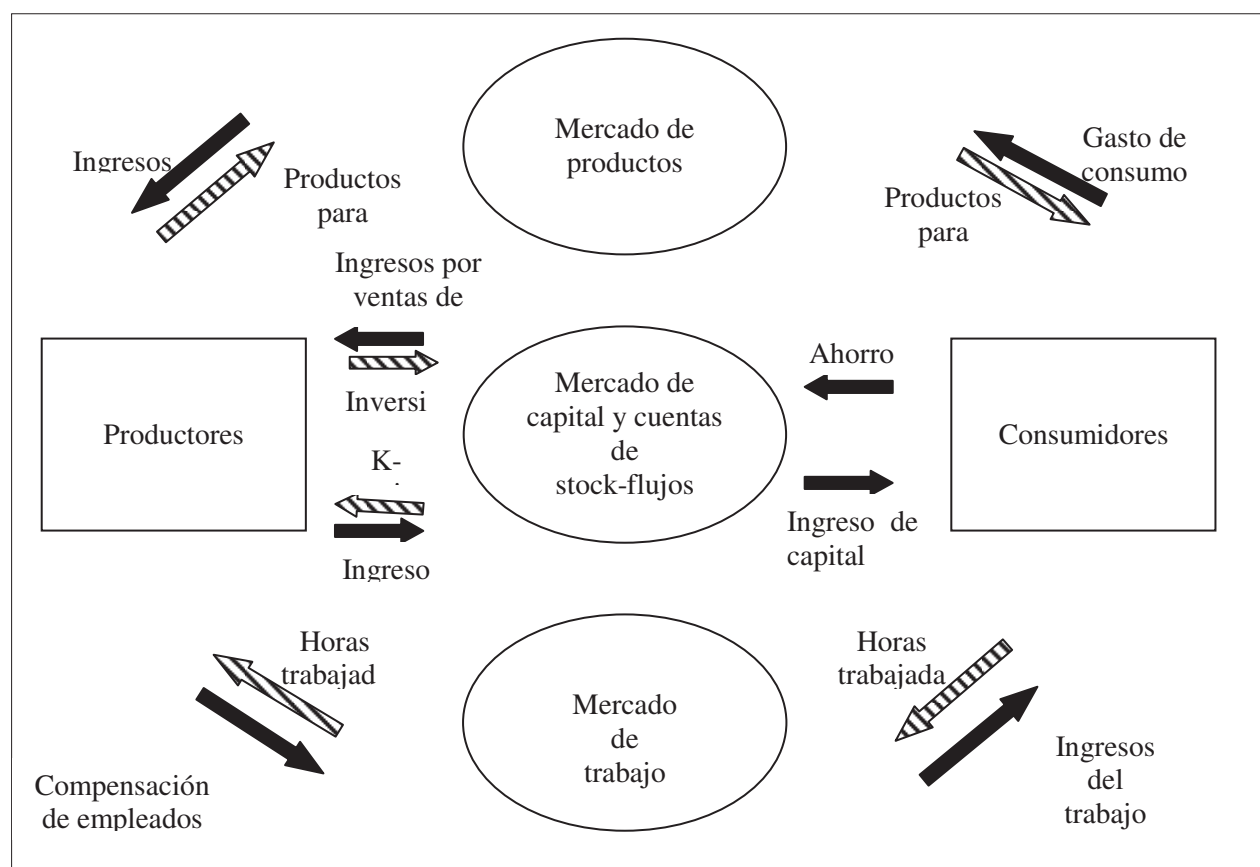 Mercado de
productos
Ingresos
Productos
para
Gasto de
consumo
Productos
para
Ingresos por
ventas de
Inversi
Productores
K-
Ingreso
Mercado de
capital y cuentas
de
stock-flujos
Ahorro
Ingreso de
capital
Consumidores
Horas
trabajad
Compensación
de empleados
Mercado
de
trabajo
Horas
trabajada
Ingresos
del
trabajo